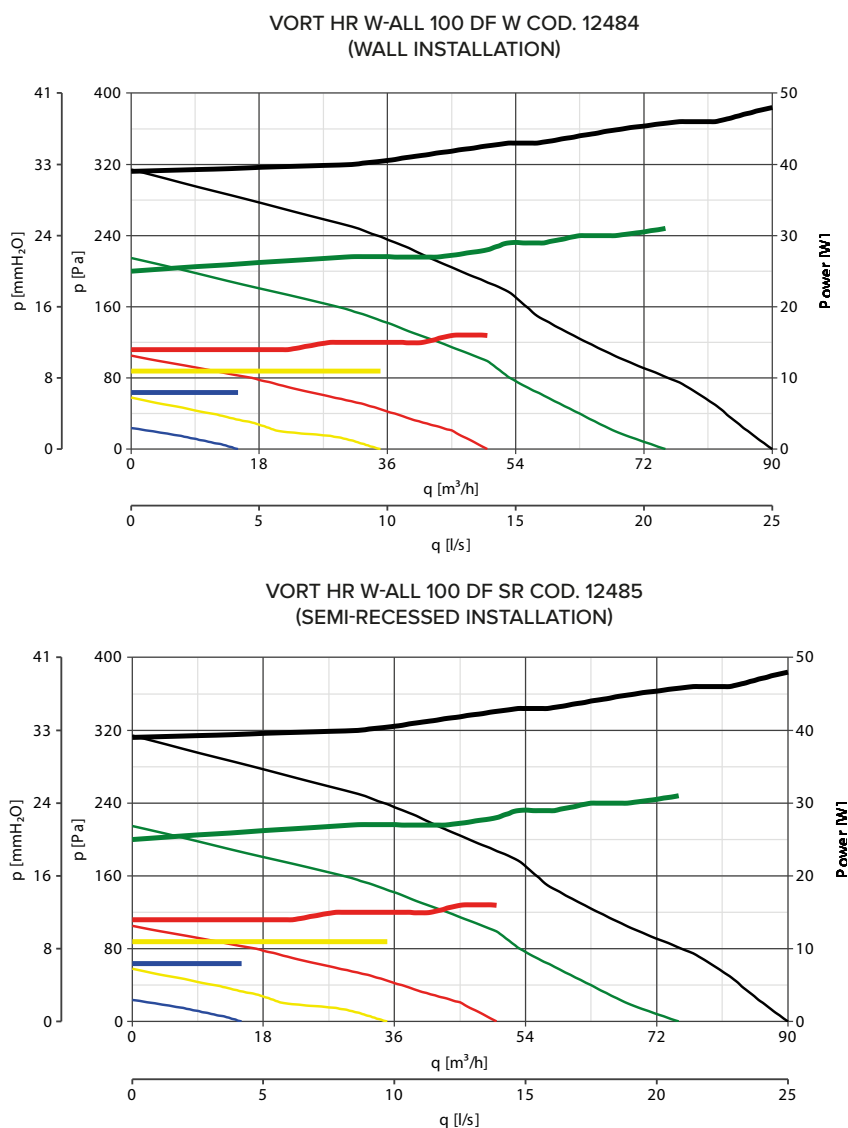 VORT HR W-ALL 100 DF W COD. 12484
(WALL INSTALLATION)
41 400 50
33 320 40
24 240 30
16 160 20
8 80 10
0 0 0
p [mmH₂O]
p [Pa]
Power [W]
0 18 36 54 72 90
q [m³/h]
0 5 10 15 20 25
q [l/s]
VORT HR W-ALL 100 DF SR COD. 12485
(SEMI-RECESSED INSTALLATION)
41 400 50
33 320 40
24 240 30
16 160 20
8 80 10
0 0 0
p [mmH₂O]
p [Pa]
Power [W]
0 18 36 54 72 90
q [m³/h]
0 5 10 15 20 25
q [l/s]